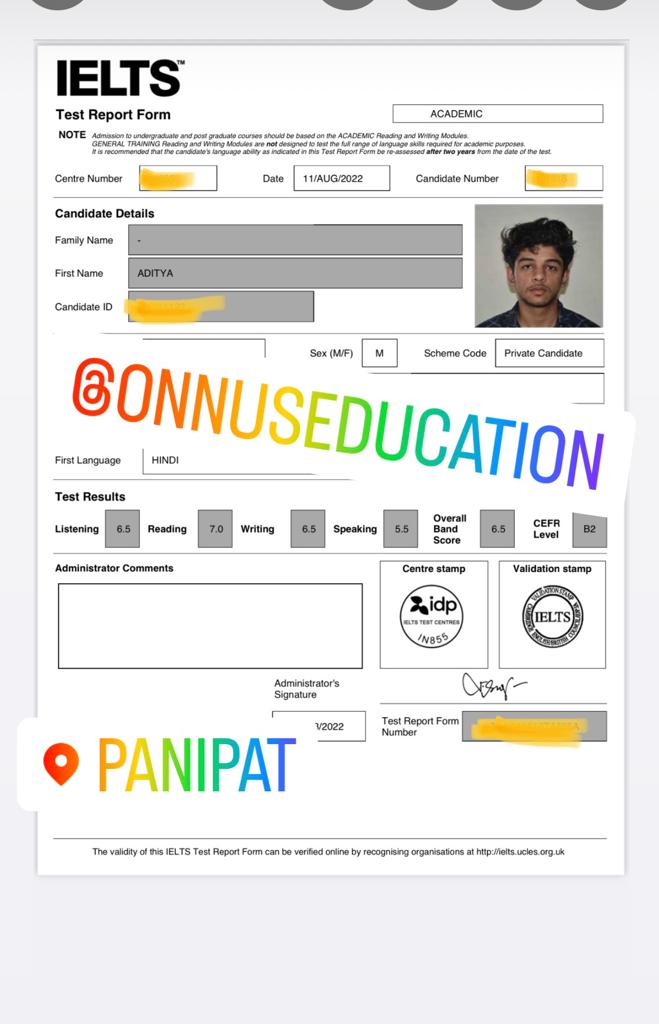 IELTS™
Test Report Form
ACADEMIC
NOTE Admission to undergraduate and post graduate courses should be based on the ACADEMIC Reading and Writing Modules.
GENERAL TRAINING Reading and Writing Modules are not designed to test the full range of language skills required for academic purposes.
It is recommended that the candidate's language ability as indicated in this Test Report Form be re-assessed after two years from the date of the test.
Centre Number Date 11/AUG/2022 Candidate Number
Candidate Details
Family Name -
First Name ADITYA
Candidate ID
Sex (M/F) M Scheme Code Private Candidate
@ONNUSEDUCATION
First Language HINDI
Test Results
Listening 6.5 Reading 7.0 Writing 6.5 Speaking 5.5 Overall Band Score 6.5 CEFR Level B2
Administrator Comments
Centre stamp
Validation stamp
idp
IELTS TEST CENTRES
IN855
IELTS
Administrator's
Signature
/2022
Test Report Form
Number
PANIPAT
The validity of this IELTS Test Report Form can be verified online by recognising organisations at http://ielts.ucles.org.uk